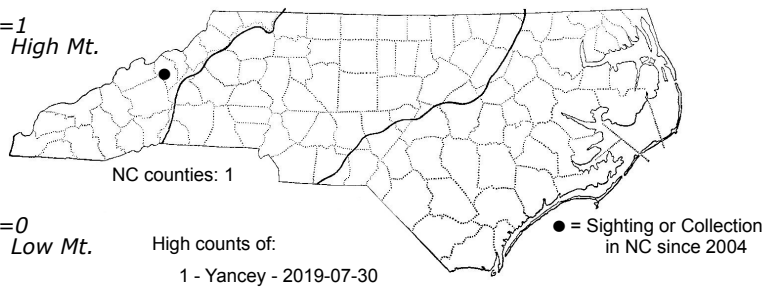 =1
High Mt.
NC counties: 1
=0
Low Mt.
High counts of:
1 - Yancey - 2019-07-30
● = Sighting or Collection
in NC since 2004